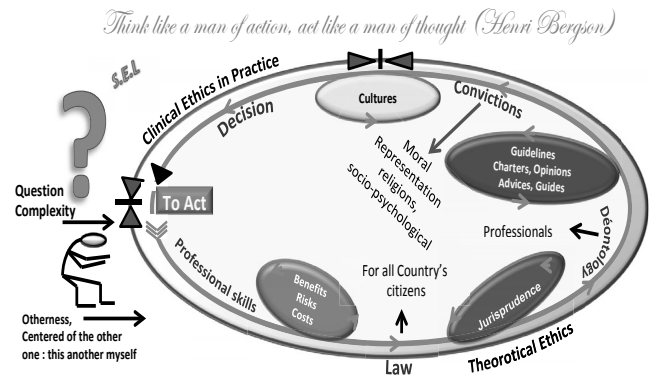 Think like a man of action, act like a man of thought (Henri Bergson)
S.E.L
Clinical Ethics in Practice
Decision
Cultures
Convictions
Moral
Representation
religions,
socio-psychological
Guidelines
Charters, Opinions
Advices, Guides
?
Question
Complexity
To Act
Professionals
Déontology
Professional skills
Benefits
Risks
Costs
For all Country's
citizens
Jurisprudence
Otherness,
Centered of the other
one : this another myself
Law
Theorotical Ethics